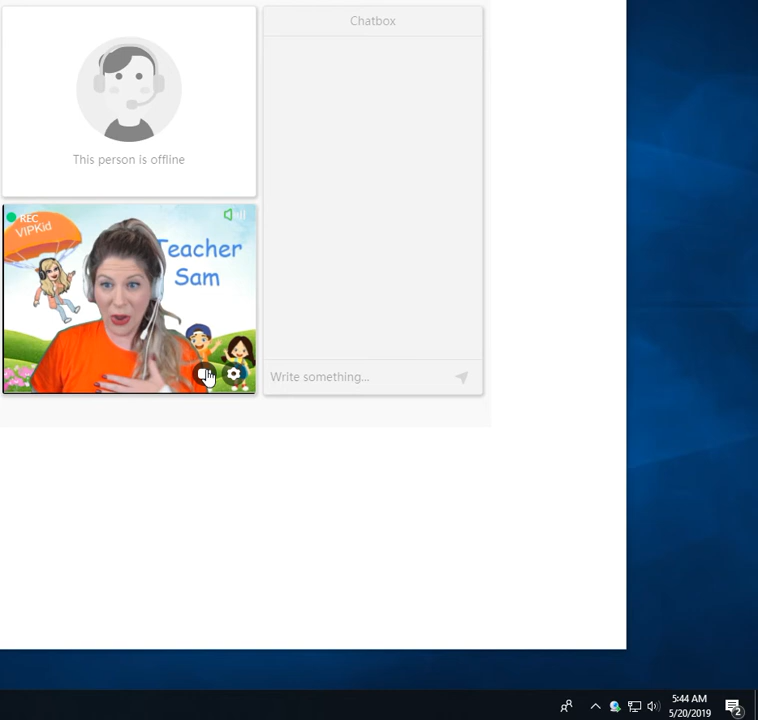 Chatbox
This person is offline
REC
VIPKid
Teacher
Sam
Write something...
5:44 AM
5/20/2019
2